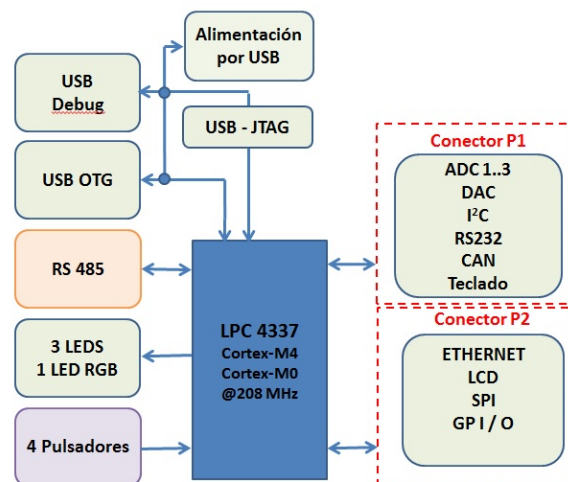 Alimentación
por USB
USB
Debug
USB - JTAG
USB OTG
RS 485
3 LEDS
1 LED RGB
4 Pulsadores
LPC 4337
Cortex-M4
Cortex-M0
@208 MHz
Conector P1
ADC 1..3
DAC
I²C
RS232
CAN
Teclado
Conector P2
ETHERNET
LCD
SPI
GP I / O